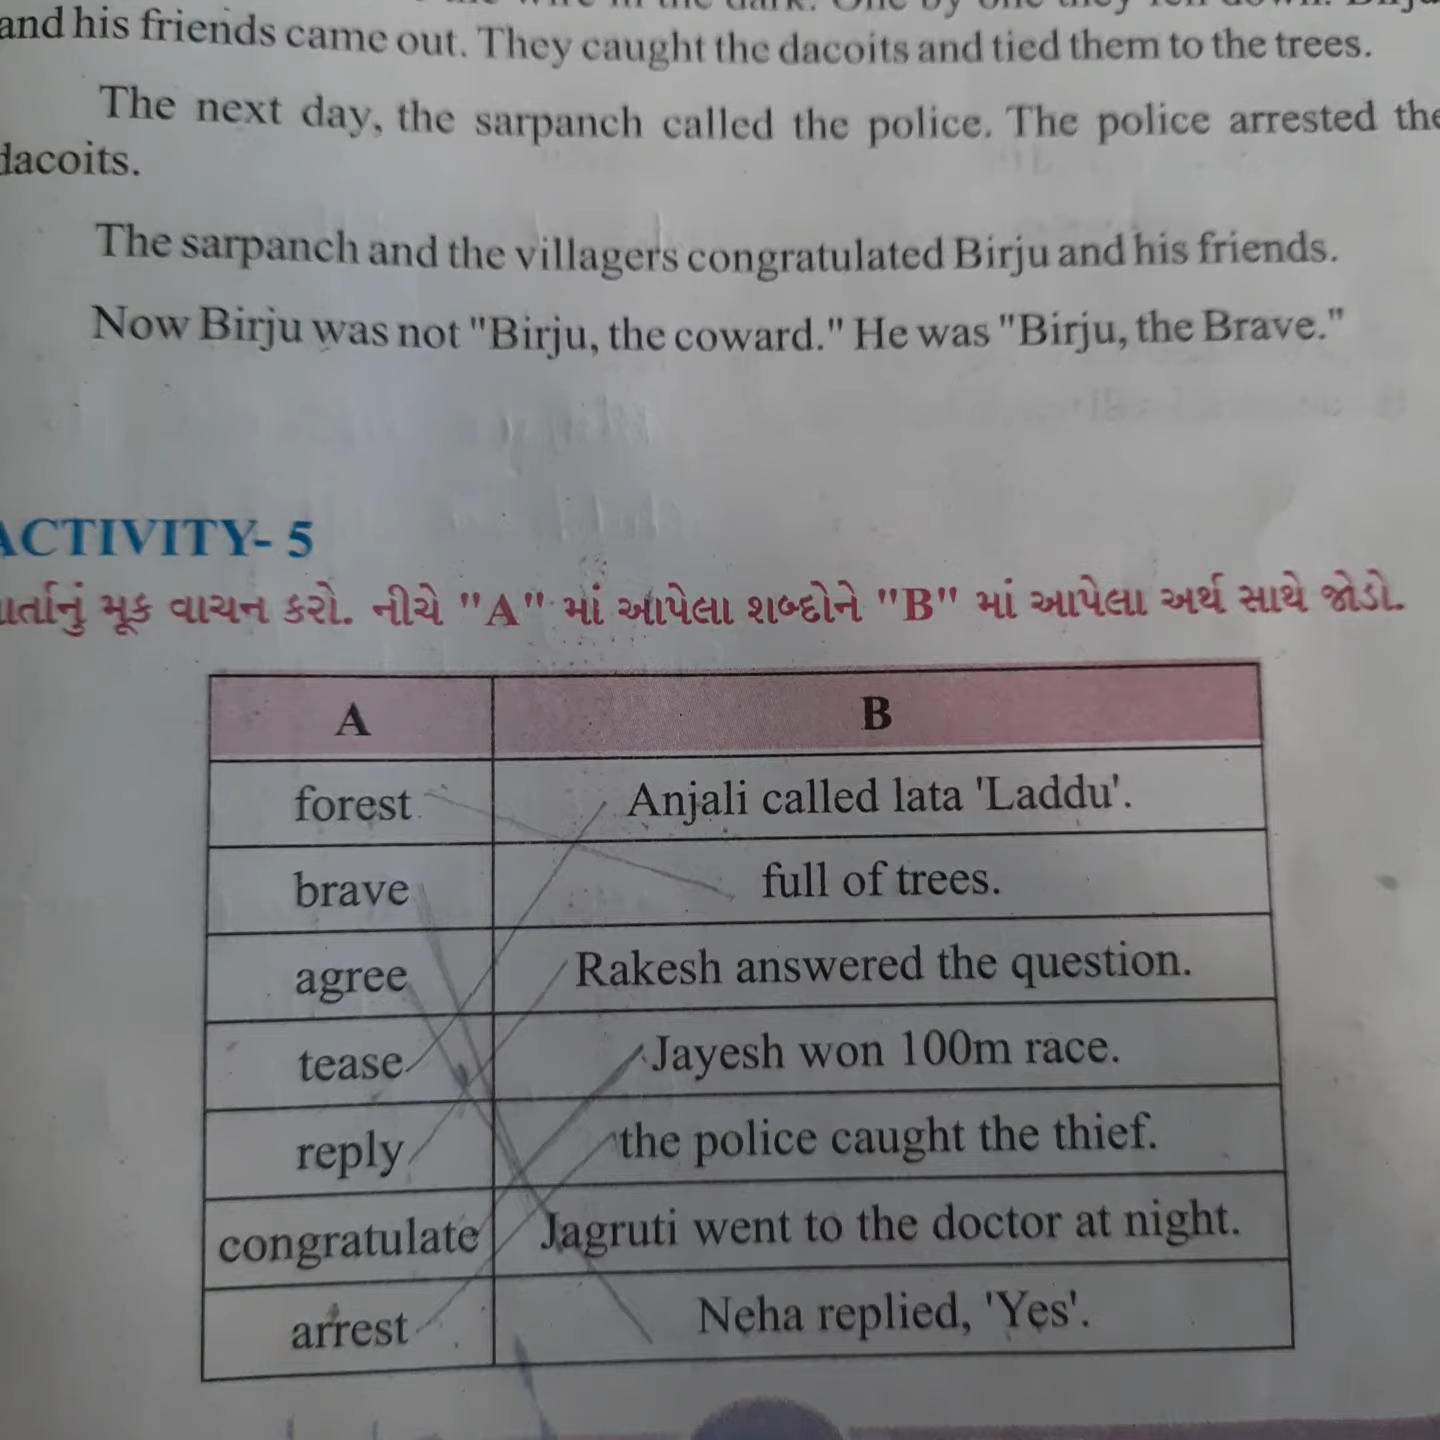 and his friends came out. They caught the dacoits and tied them to the trees.
The next day, the sarpanch called the police. The police arrested the
dacoits.
The sarpanch and the villagers congratulated Birju and his friends.
Now Birju was not "Birju, the coward." He was "Birju, the Brave."
ACTIVITY- 5
મૂક વાચન કરો. નીચે "A" માં આપેલા શબ્દોને "B" માં આપેલા અર્થ સાથે જોડો.
A B
forest Anjali called lata 'Laddu'.
brave full of trees.
agree Rakesh answered the question.
tease Jayesh won 100m race.
reply the police caught the thief.
congratulate Jagruti went to the doctor at night.
arrest Neha replied, 'Yes'.